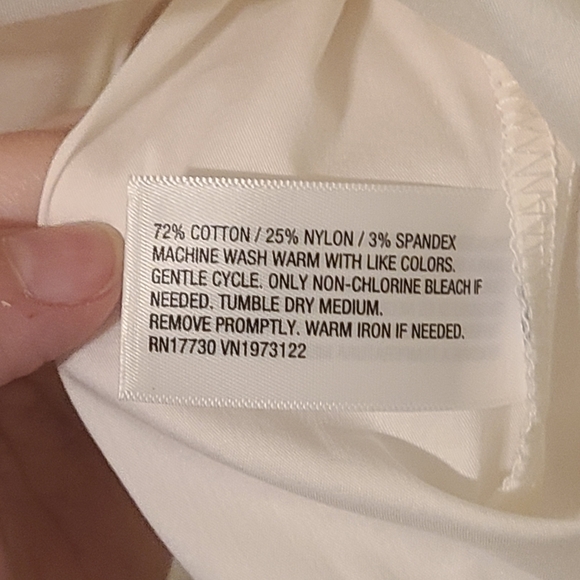 72% COTTON / 25% NYLON / 3% SPANDEX
MACHINE WASH WARM WITH LIKE COLORS.
GENTLE CYCLE. ONLY NON-CHLORINE BLEACH IF
NEEDED. TUMBLE DRY MEDIUM.
REMOVE PROMPTLY. WARM IRON IF NEEDED.
RN17730 VN1973122